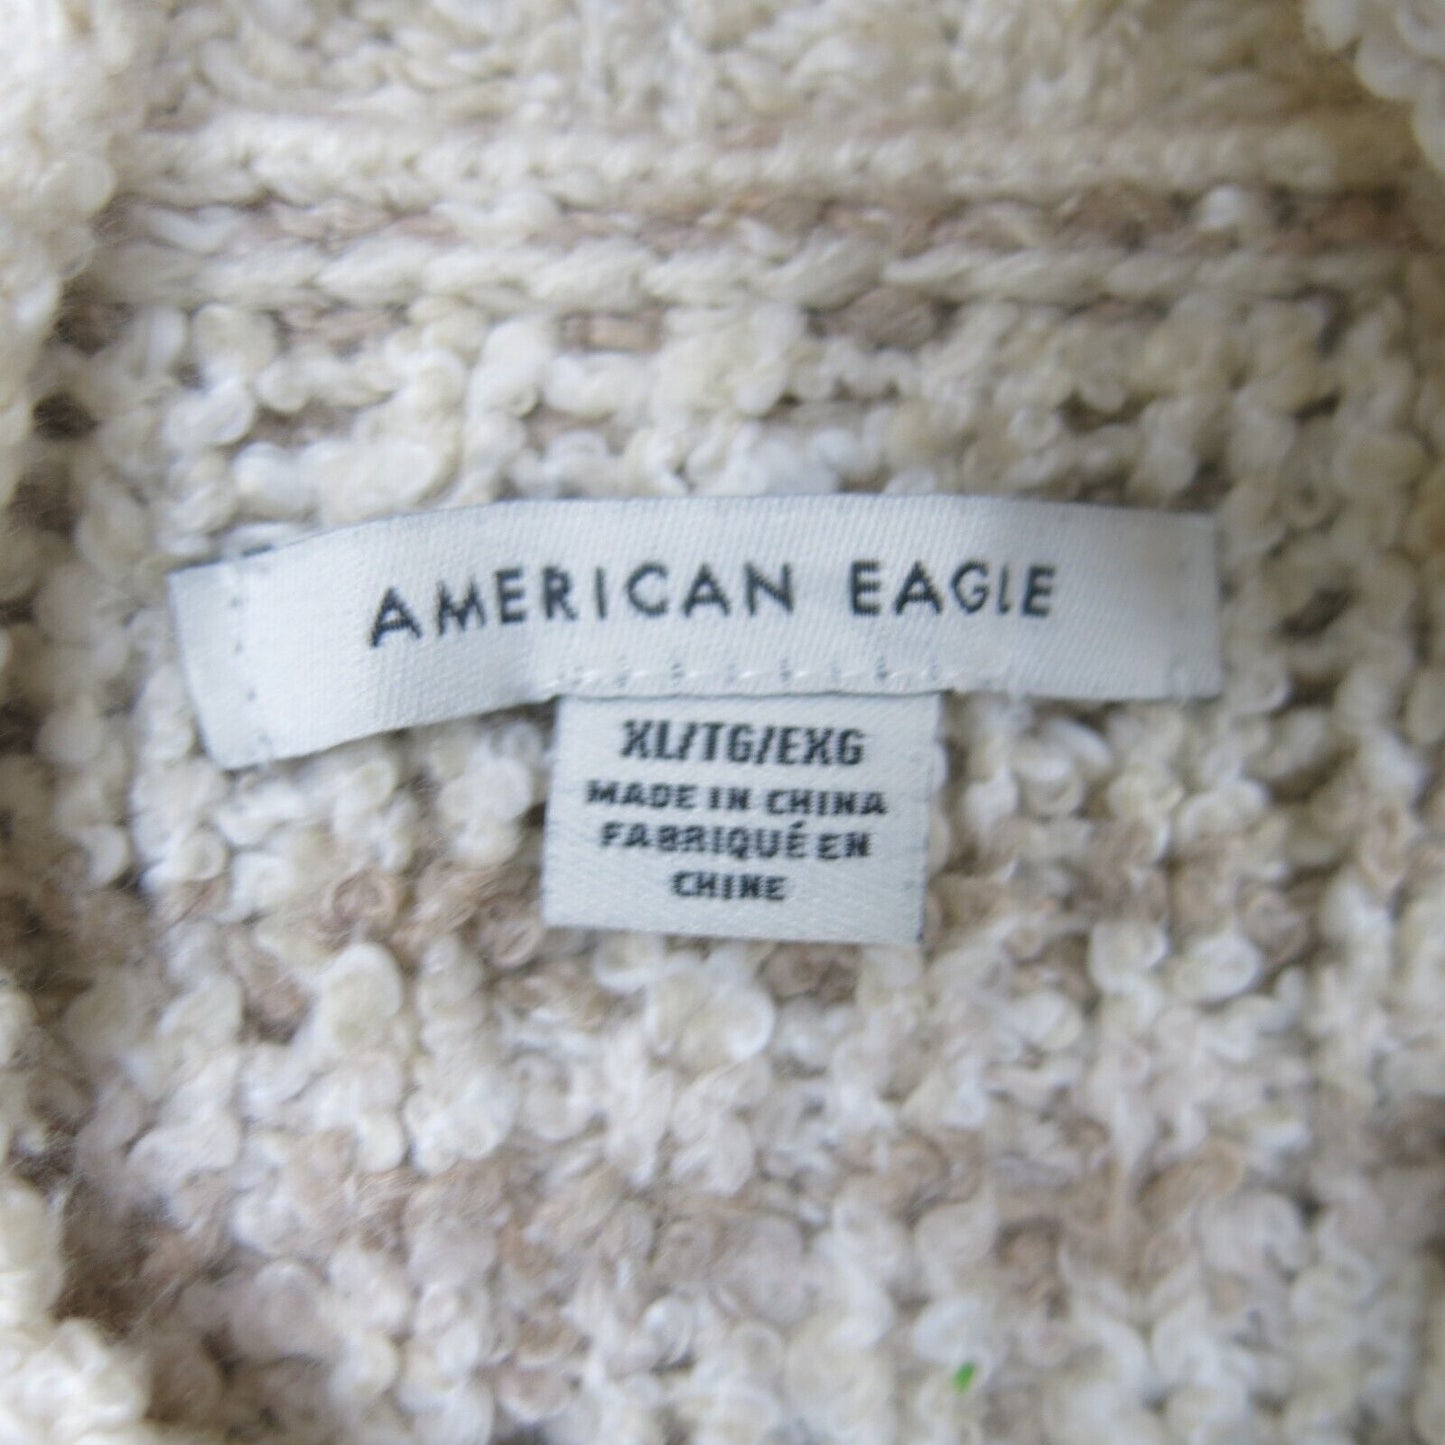 AMERICAN EAGLE
XL/TG/EXG
MADE IN CHINA
FABRIQUÉ EN
CHINE